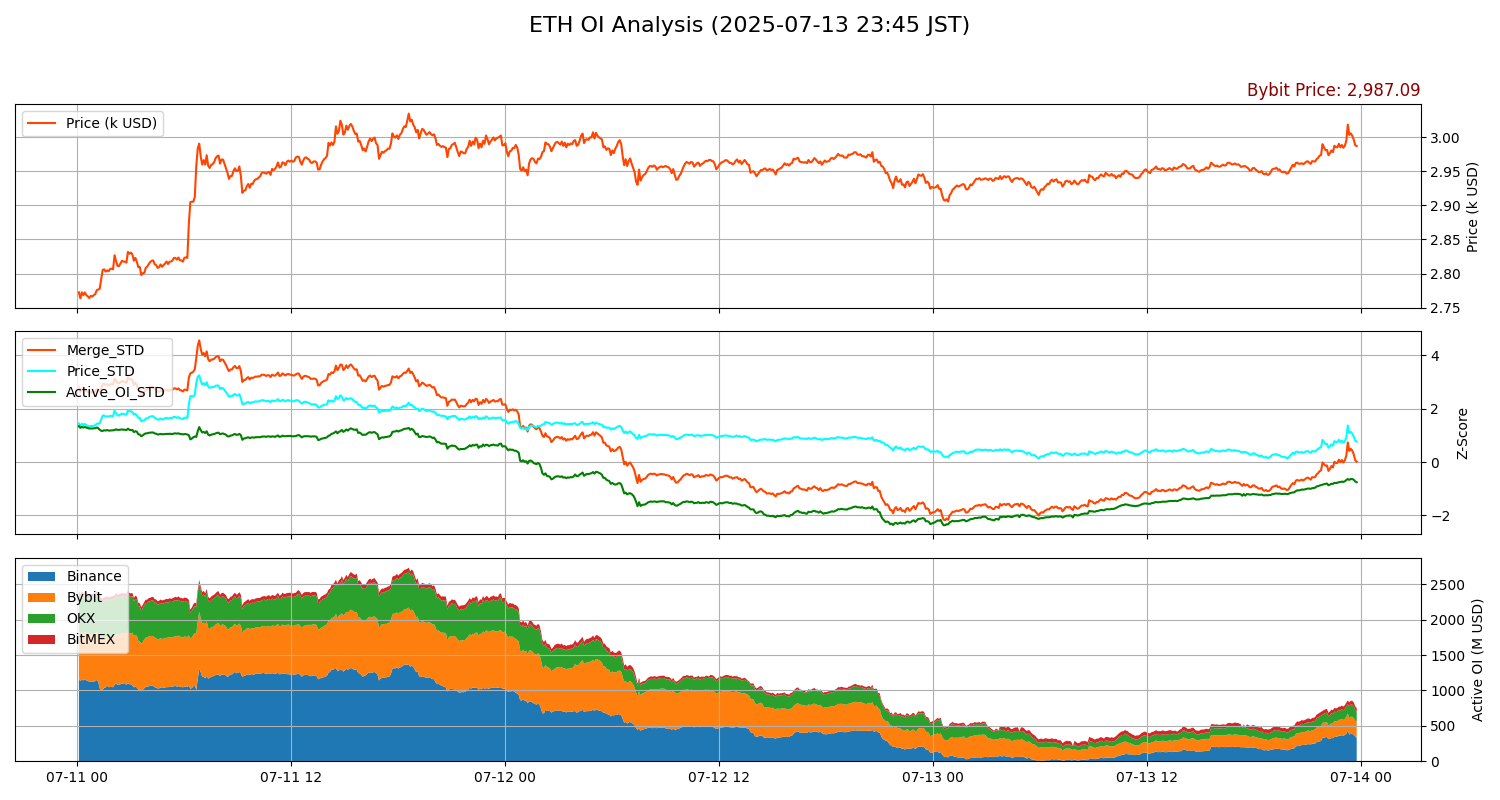 ETH OI Analysis (2025-07-13 23:45 JST)
Bybit Price: 2,987.09
Price (k USD)
3.00
2.95
2.90
2.85
2.80
2.75
Price (k USD)
Merge_STD
Price_STD
Active_OI_STD
4
2
0
−2
Z-Score
Binance
Bybit
OKX
BitMEX
2500
2000
1500
1000
500
0
Active OI (M USD)
07-11 00 07-11 12 07-12 00 07-12 12 07-13 00 07-13 12 07-14 00